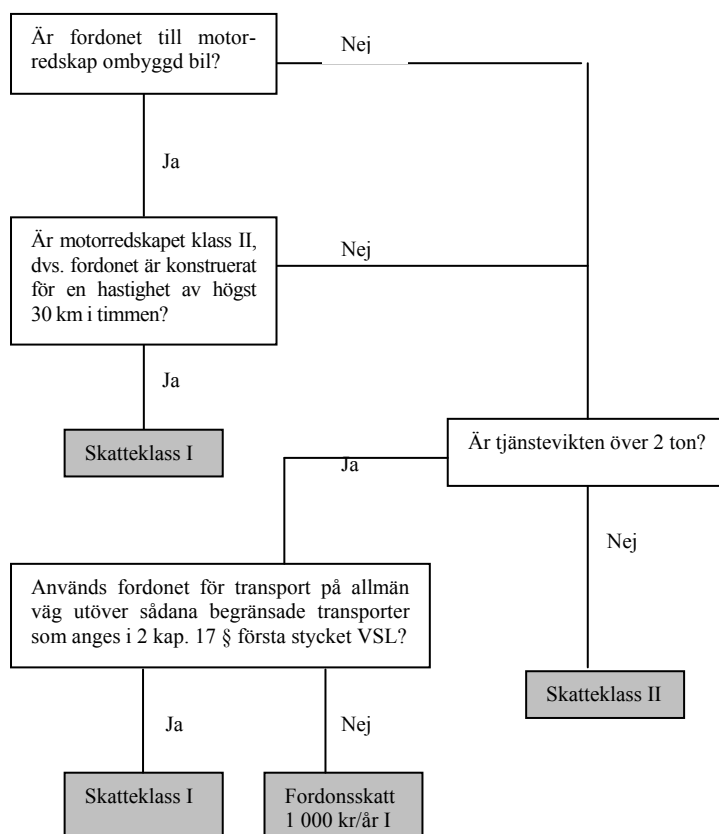 Är fordonet till motor-
redskap ombyggd bil?
Nej
Ja
Är motorredskapet klass II,
dvs. fordonet är konstruerat
för en hastighet av högst
30 km i timmen?
Nej
Ja
Skatteklass I
Är tjänstevikten över 2 ton?
Ja
Nej
Används fordonet för transport på allmän
väg utöver sådana begränsade transporter
som anges i 2 kap. 17 § första stycket VSL?
Skatteklass II
Ja
Nej
Skatteklass I
Fordonsskatt
1 000 kr/år I